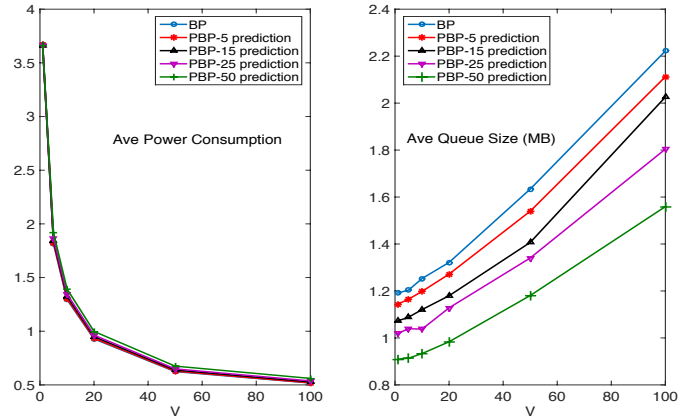 4
3.5
3
2.5
2
1.5
1
0.5
0
20
40
60
80
100
V
BP
PBP-5 prediction
PBP-15 prediction
PBP-25 prediction
PBP-50 prediction
Ave Power Consumption
2.4
2.2
2
1.8
1.6
1.4
1.2
1
0.8
0
20
40
60
80
100
V
BP
PBP-5 prediction
PBP-15 prediction
PBP-25 prediction
PBP-50 prediction
Ave Queue Size (MB)